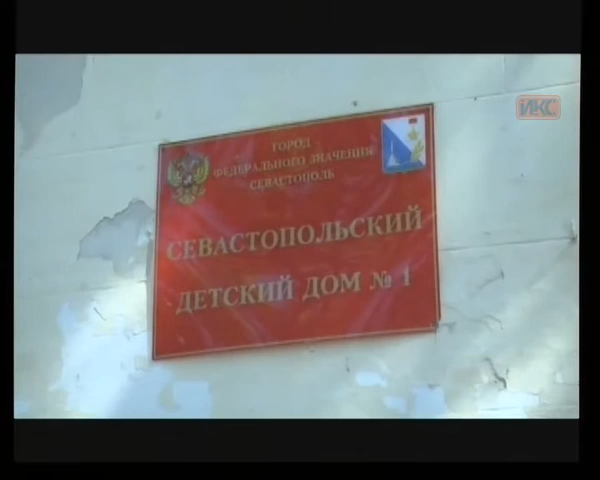 ИКС
ГОРОД
ФЕДЕРАЛЬНОГО ЗНАЧЕНИЯ
СЕВАСТОПОЛЬ
СЕВАСТОПОЛЬСКИЙ
ДЕТСКИЙ ДОМ № 1